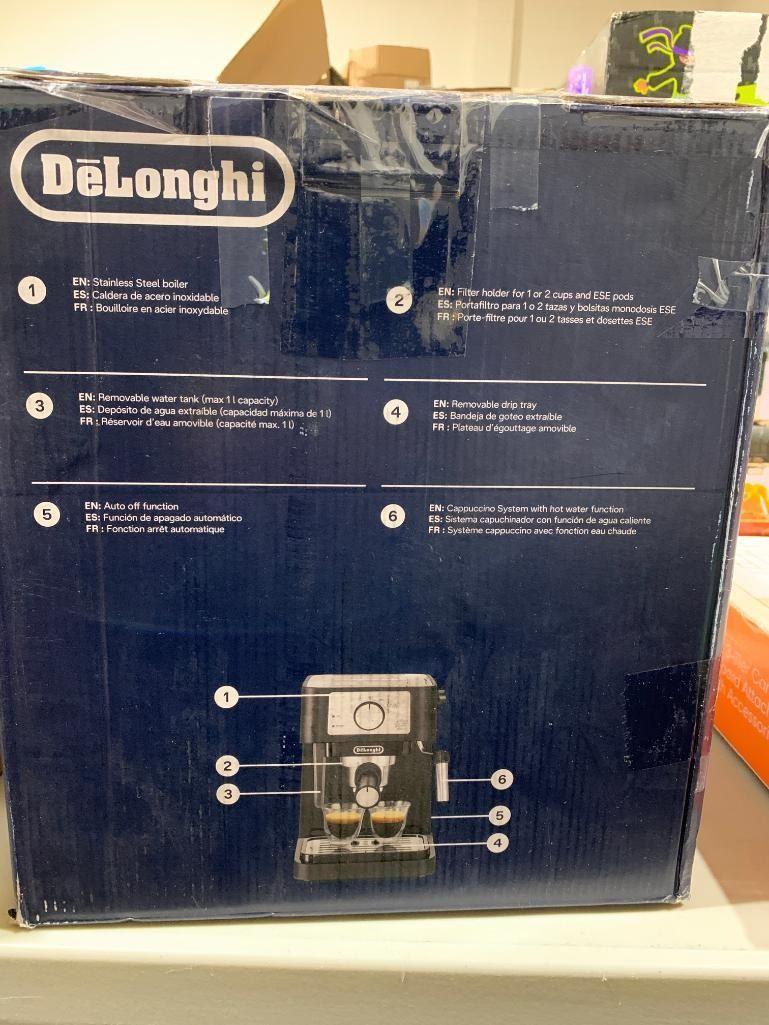 DēLonghi
1
EN: Stainless Steel boiler
ES: Caldera de acero inoxidable
FR : Bouilloire en acier inoxydable
2
EN: Filter holder for 1 or 2 cups and ESE pods
ES: Portafiltro para 1 o 2 tazas y bolsitas monodosis ESE
FR : Porte-filtre pour 1 ou 2 tasses et dosettes ESE
3
EN: Removable water tank (max 1 l capacity)
ES: Depósito de agua extraíble (capacidad máxima de 1 l)
FR : Réservoir d'eau amovible (capacité max. 1 l)
4
EN: Removable drip tray
ES: Bandeja de goteo extraíble
FR : Plateau d'égouttage amovible
5
EN: Auto off function
ES: Función de apagado automático
FR : Fonction arrêt automatique
6
EN: Cappuccino System with hot water function
ES: Sistema capuchinador con función de agua caliente
FR : Système cappuccino avec fonction eau chaude
1
DēLonghi
2
3
6
5
4
Accessori